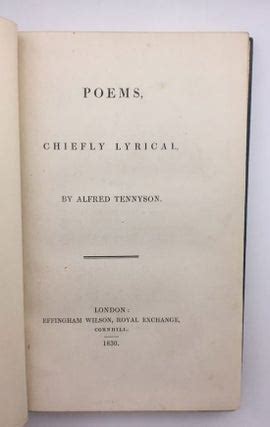 POEMS,
CHIEFLY LYRICAL.
BY ALFRED TENNYSON.
LONDON:
EFFINGHAM WILSON, ROYAL EXCHANGE,
CORNHILL.
1830.